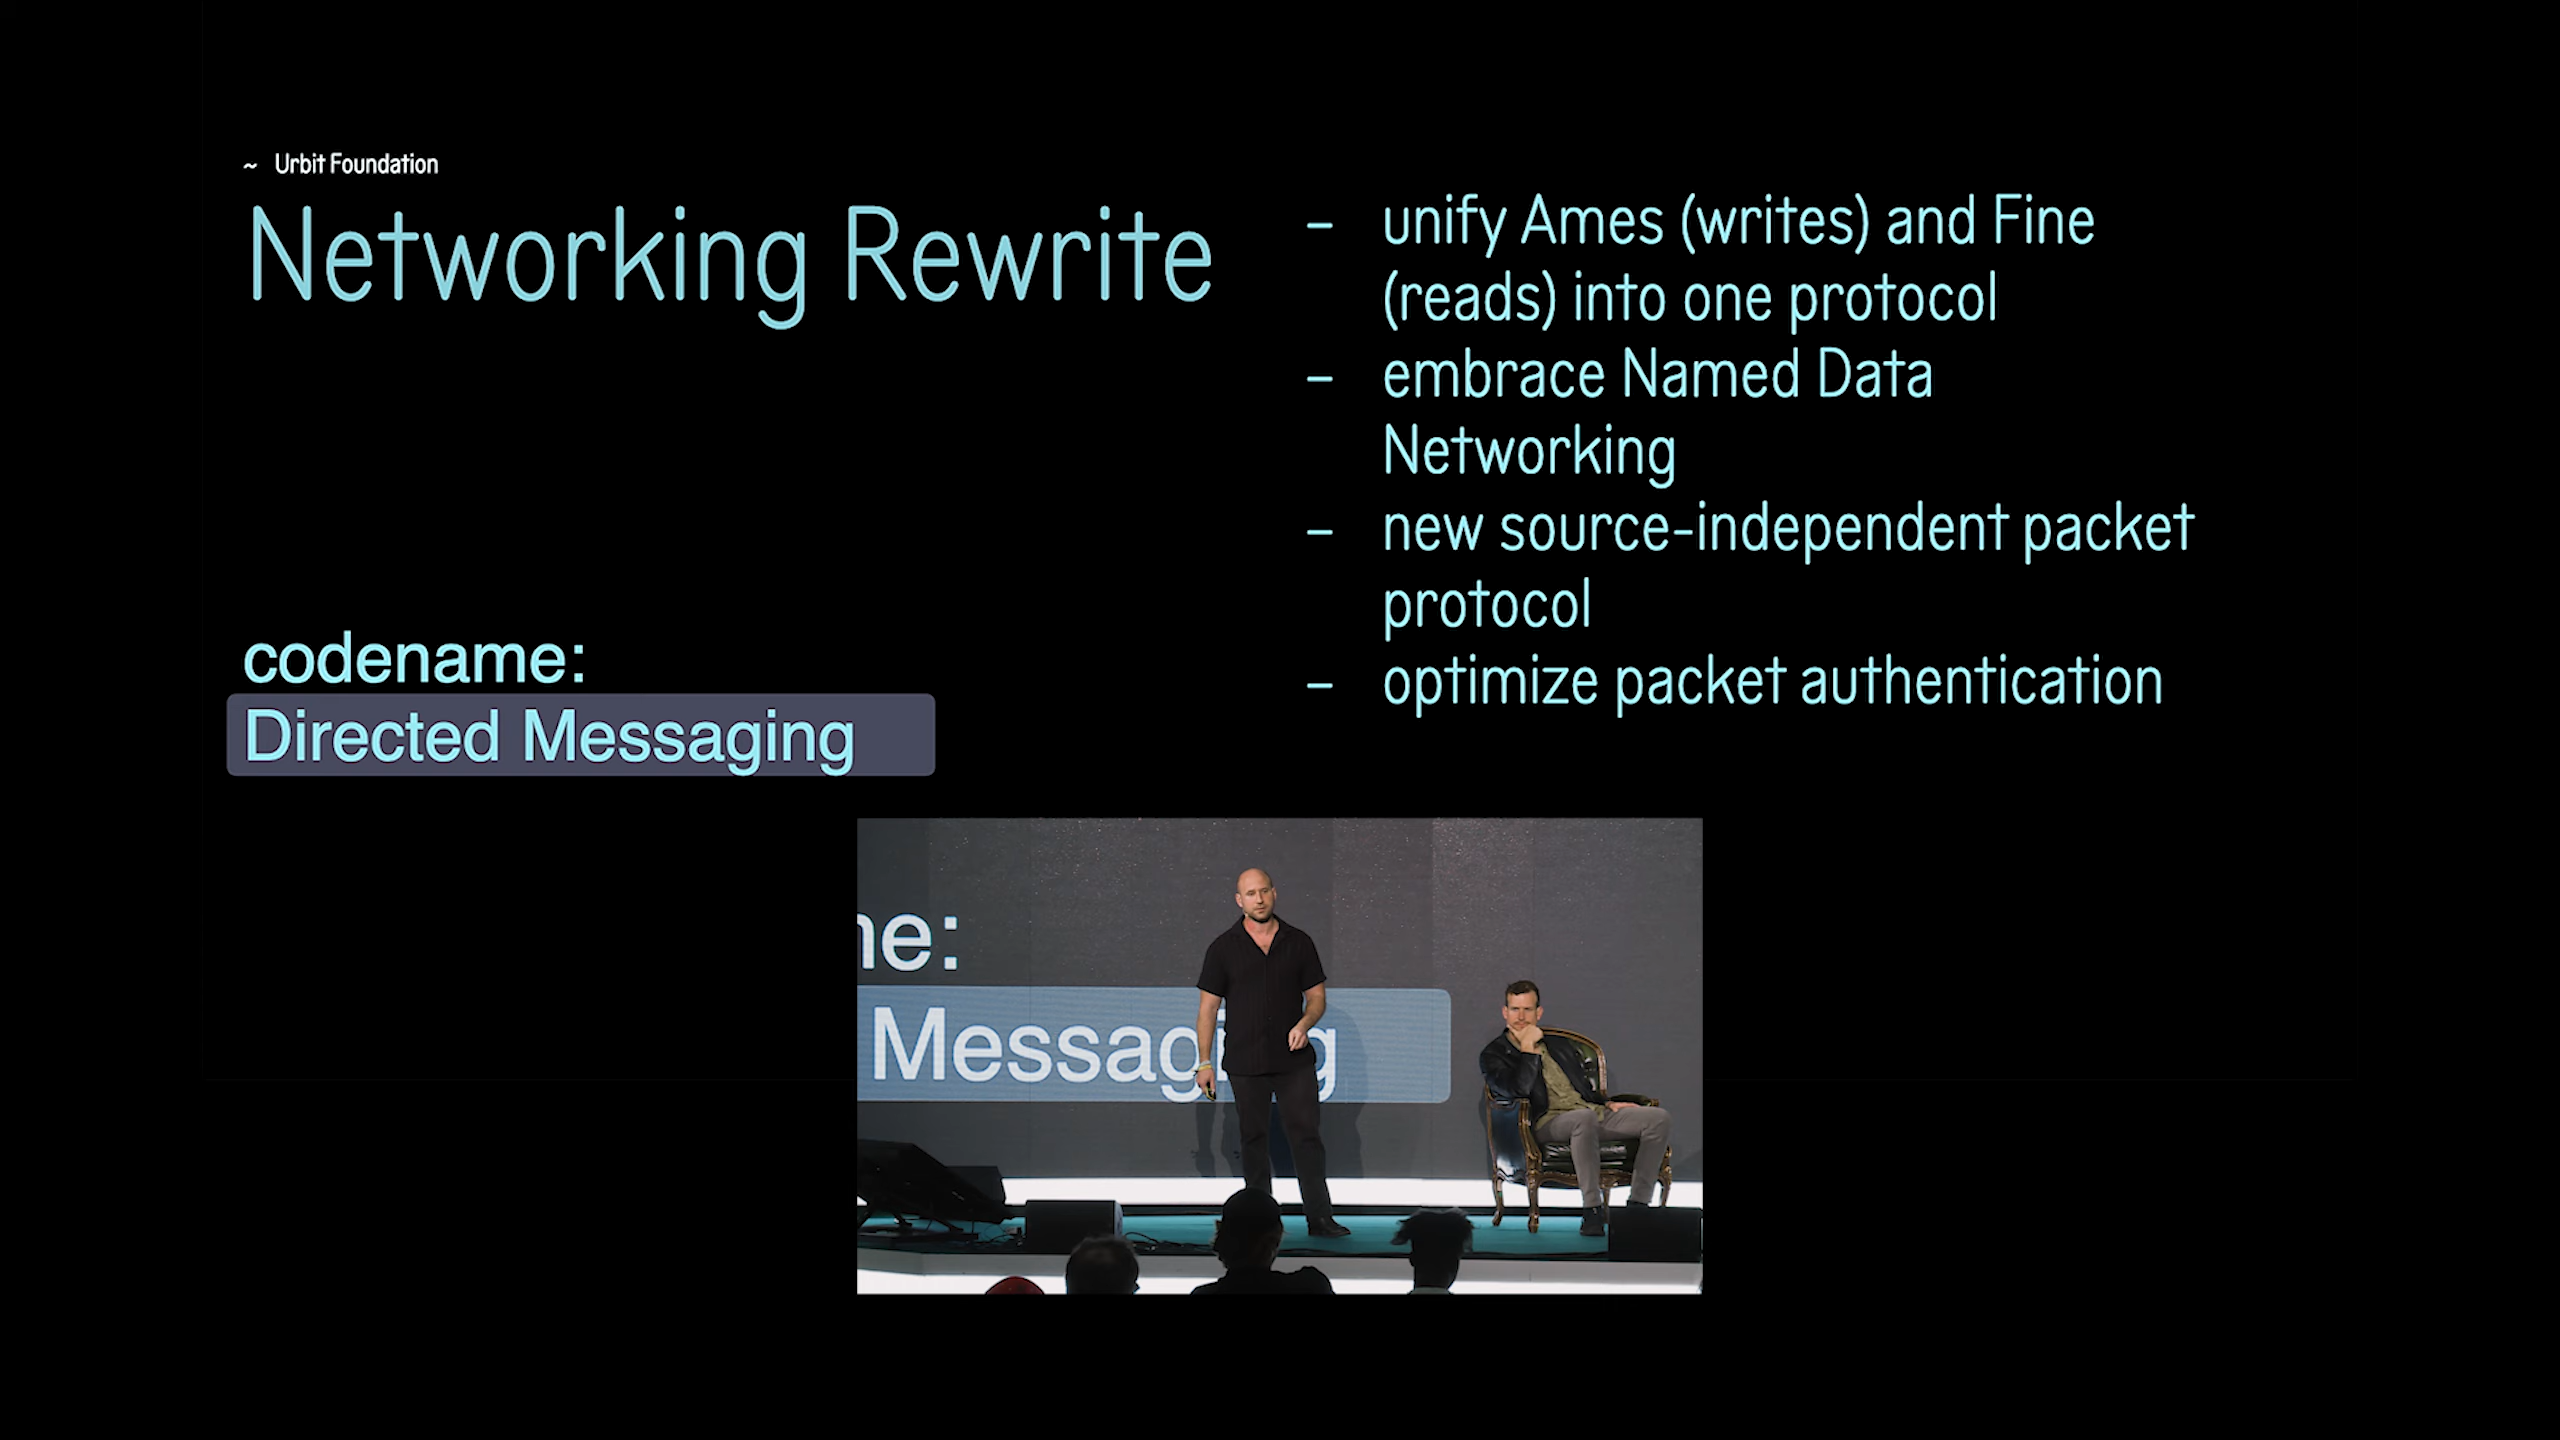 ~ Urbit Foundation
Networking Rewrite
codename:
Directed Messaging
– unify Ames (writes) and Fine
(reads) into one protocol
– embrace Named Data
Networking
– new source-independent packet
protocol
– optimize packet authentication
ne:
Messaging